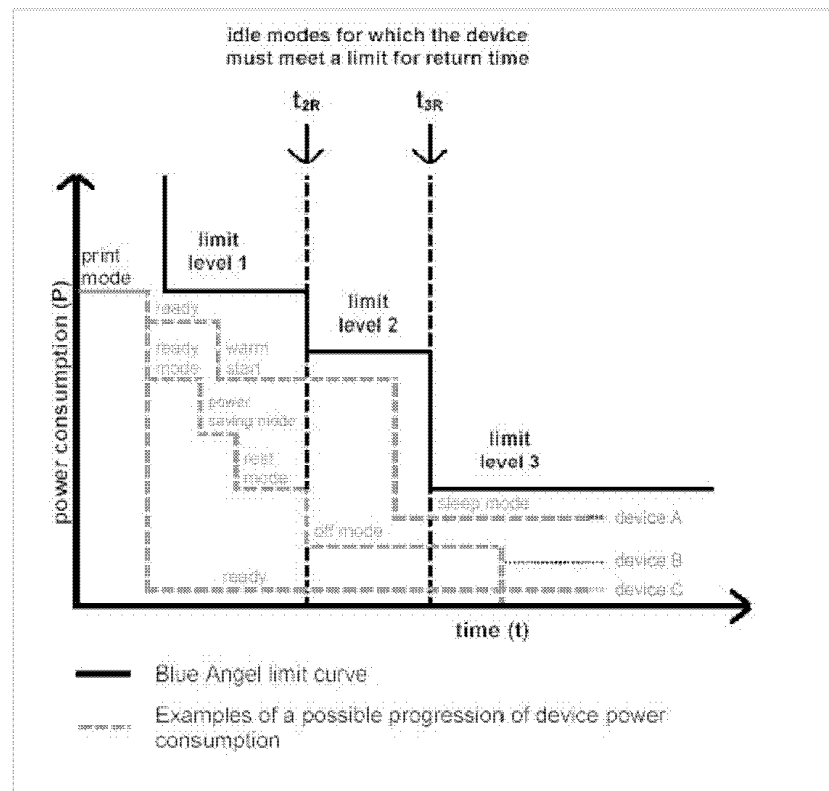 idle modes for which the device
must meet a limit for return time
t2R
t3R
limit
level 1
print
mode
limit
level 2
ready
ready
mode
warm
start
power
saving mode
rest
mode
limit
level 3
sleep mode
device A
off mode
device B
ready
device C
power consumption (P)
time (t)
Blue Angel limit curve
Examples of a possible progression of device power
consumption